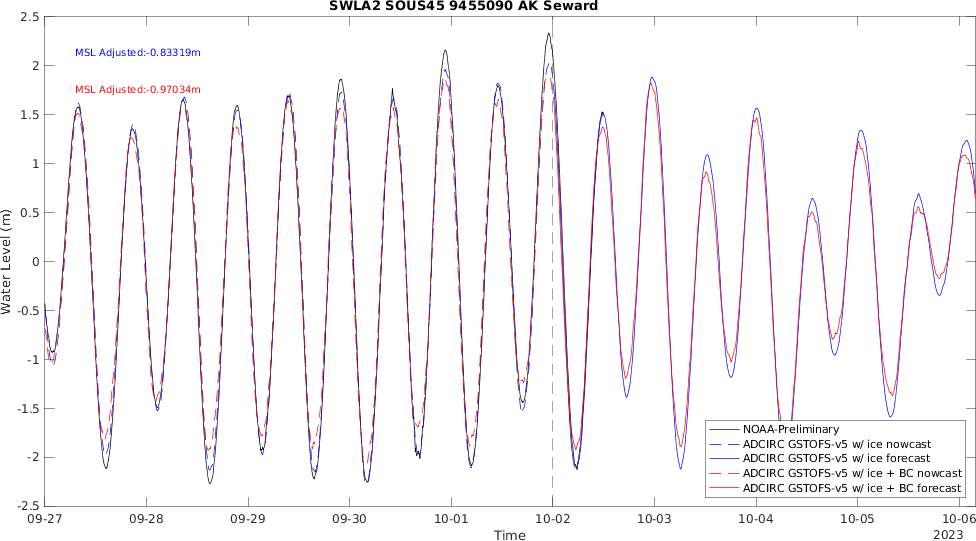 SWLA2 SOUS45 9455090 AK Seward
MSL Adjusted:-0.83319m
MSL Adjusted:-0.97034m
2.5
2
1.5
1
0.5
0
-0.5
-1
-1.5
-2
-2.5
Water Level (m)
NOAA-Preliminary
ADCIRC GSTOFS-v5 w/ ice nowcast
ADCIRC GSTOFS-v5 w/ ice forecast
ADCIRC GSTOFS-v5 w/ ice + BC nowcast
ADCIRC GSTOFS-v5 w/ ice + BC forecast
09-27 09-28 09-29 09-30 10-01 10-02 10-03 10-04 10-05 10-06
Time
2023